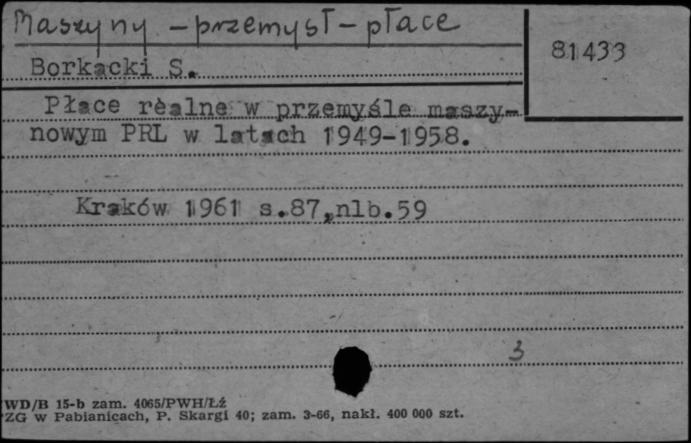 Maszyny - przemysł - płace
81433
Borkacki S.
Płace rèalne w przemyśle maszy-
nowym PRL w latach 1949-1958.
Kraków 1961 s.87,nlb.59
3
WD/B 15-b zam. 4065/PWH/Łź
ZG w Pabianicach, P. Skargi 40; zam. 3-66, nakł. 400 000 szt.